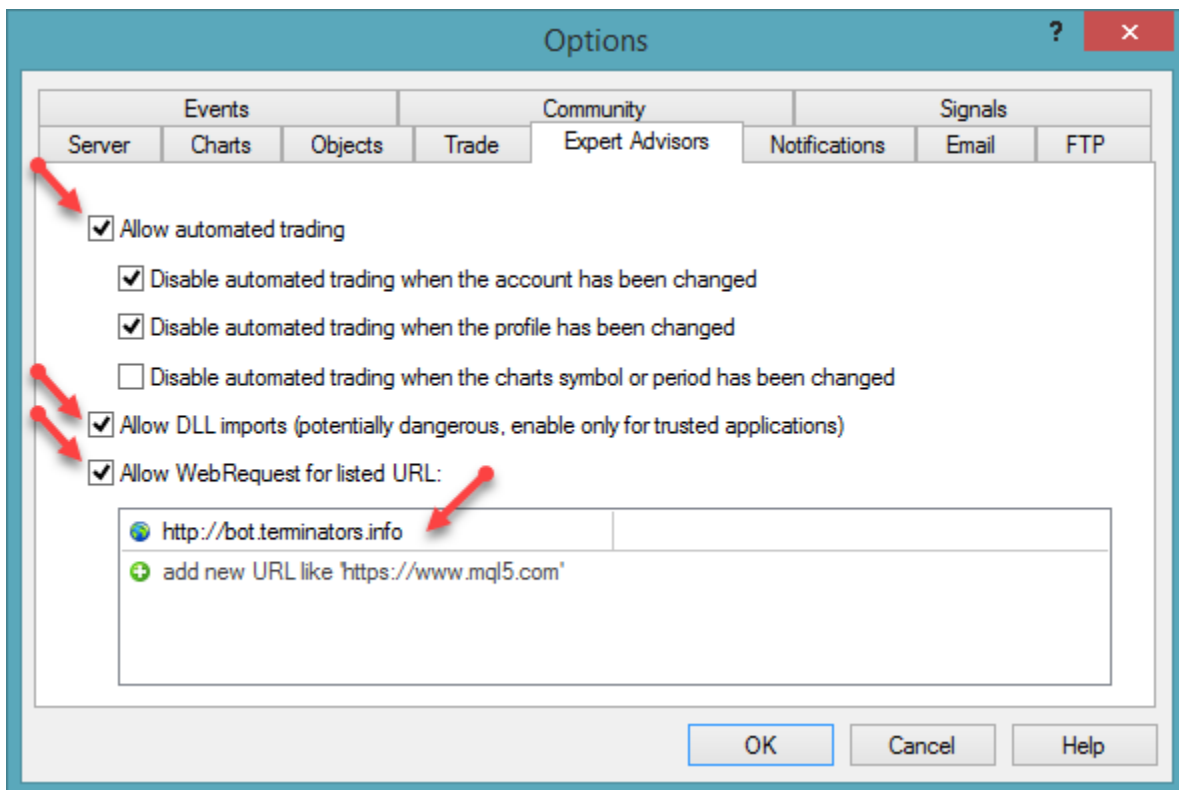 Options
?
Events Community Signals
Server Charts Objects Trade Expert Advisors Notifications Email FTP
Allow automated trading
Disable automated trading when the account has been changed
Disable automated trading when the profile has been changed
Disable automated trading when the charts symbol or period has been changed
Allow DLL imports (potentially dangerous, enable only for trusted applications)
Allow WebRequest for listed URL:
http://bot.terminators.info
add new URL like 'https://www.mql5.com'
OK Cancel Help